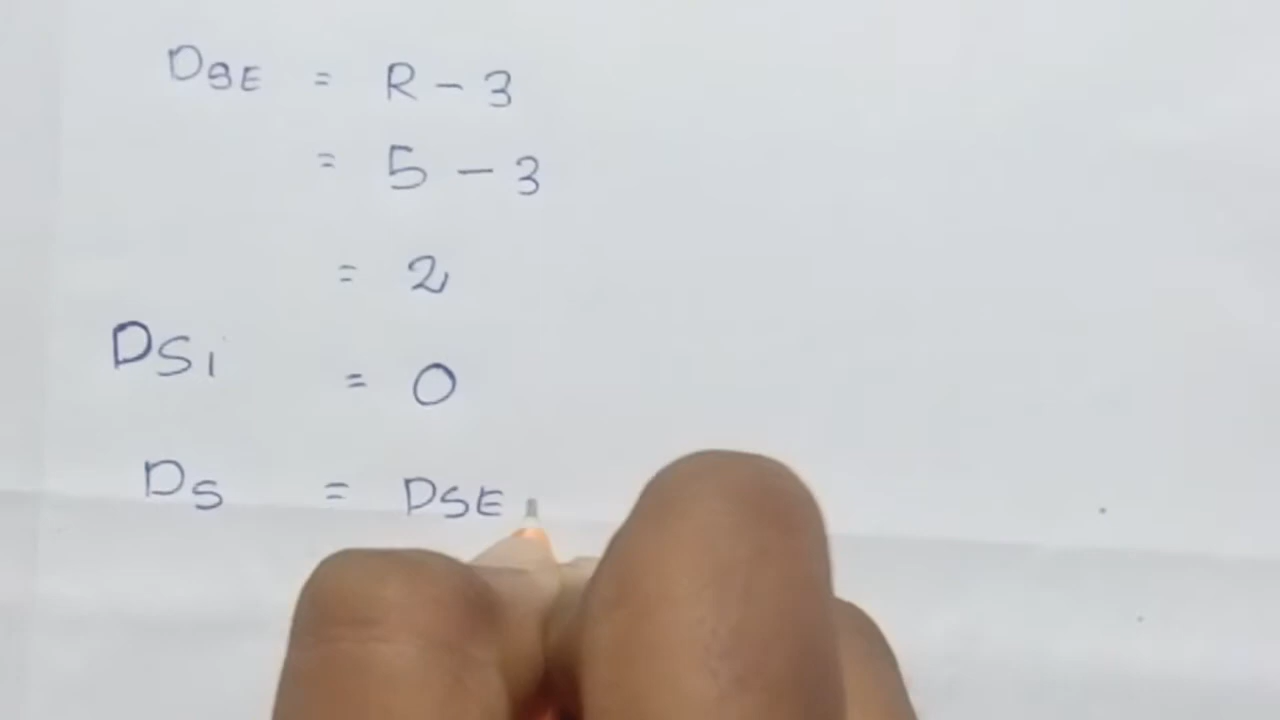 DSE = R - 3
= 5 - 3
= 2
DSi = 0
DS = DSE